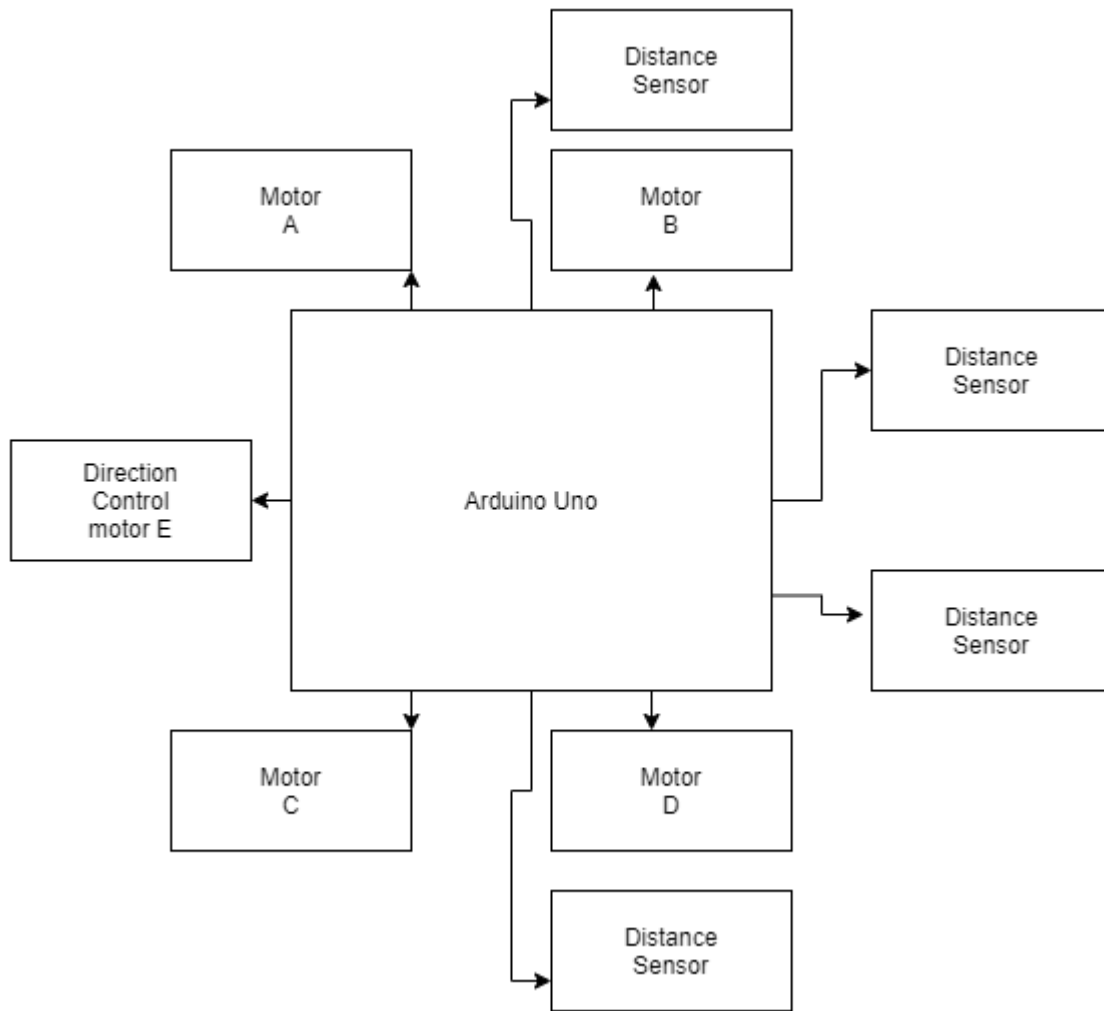 Distance
Sensor
Motor
A
Motor
B
Distance
Sensor
Direction
Control
motor E
Arduino Uno
Distance
Sensor
Motor
C
Motor
D
Distance
Sensor